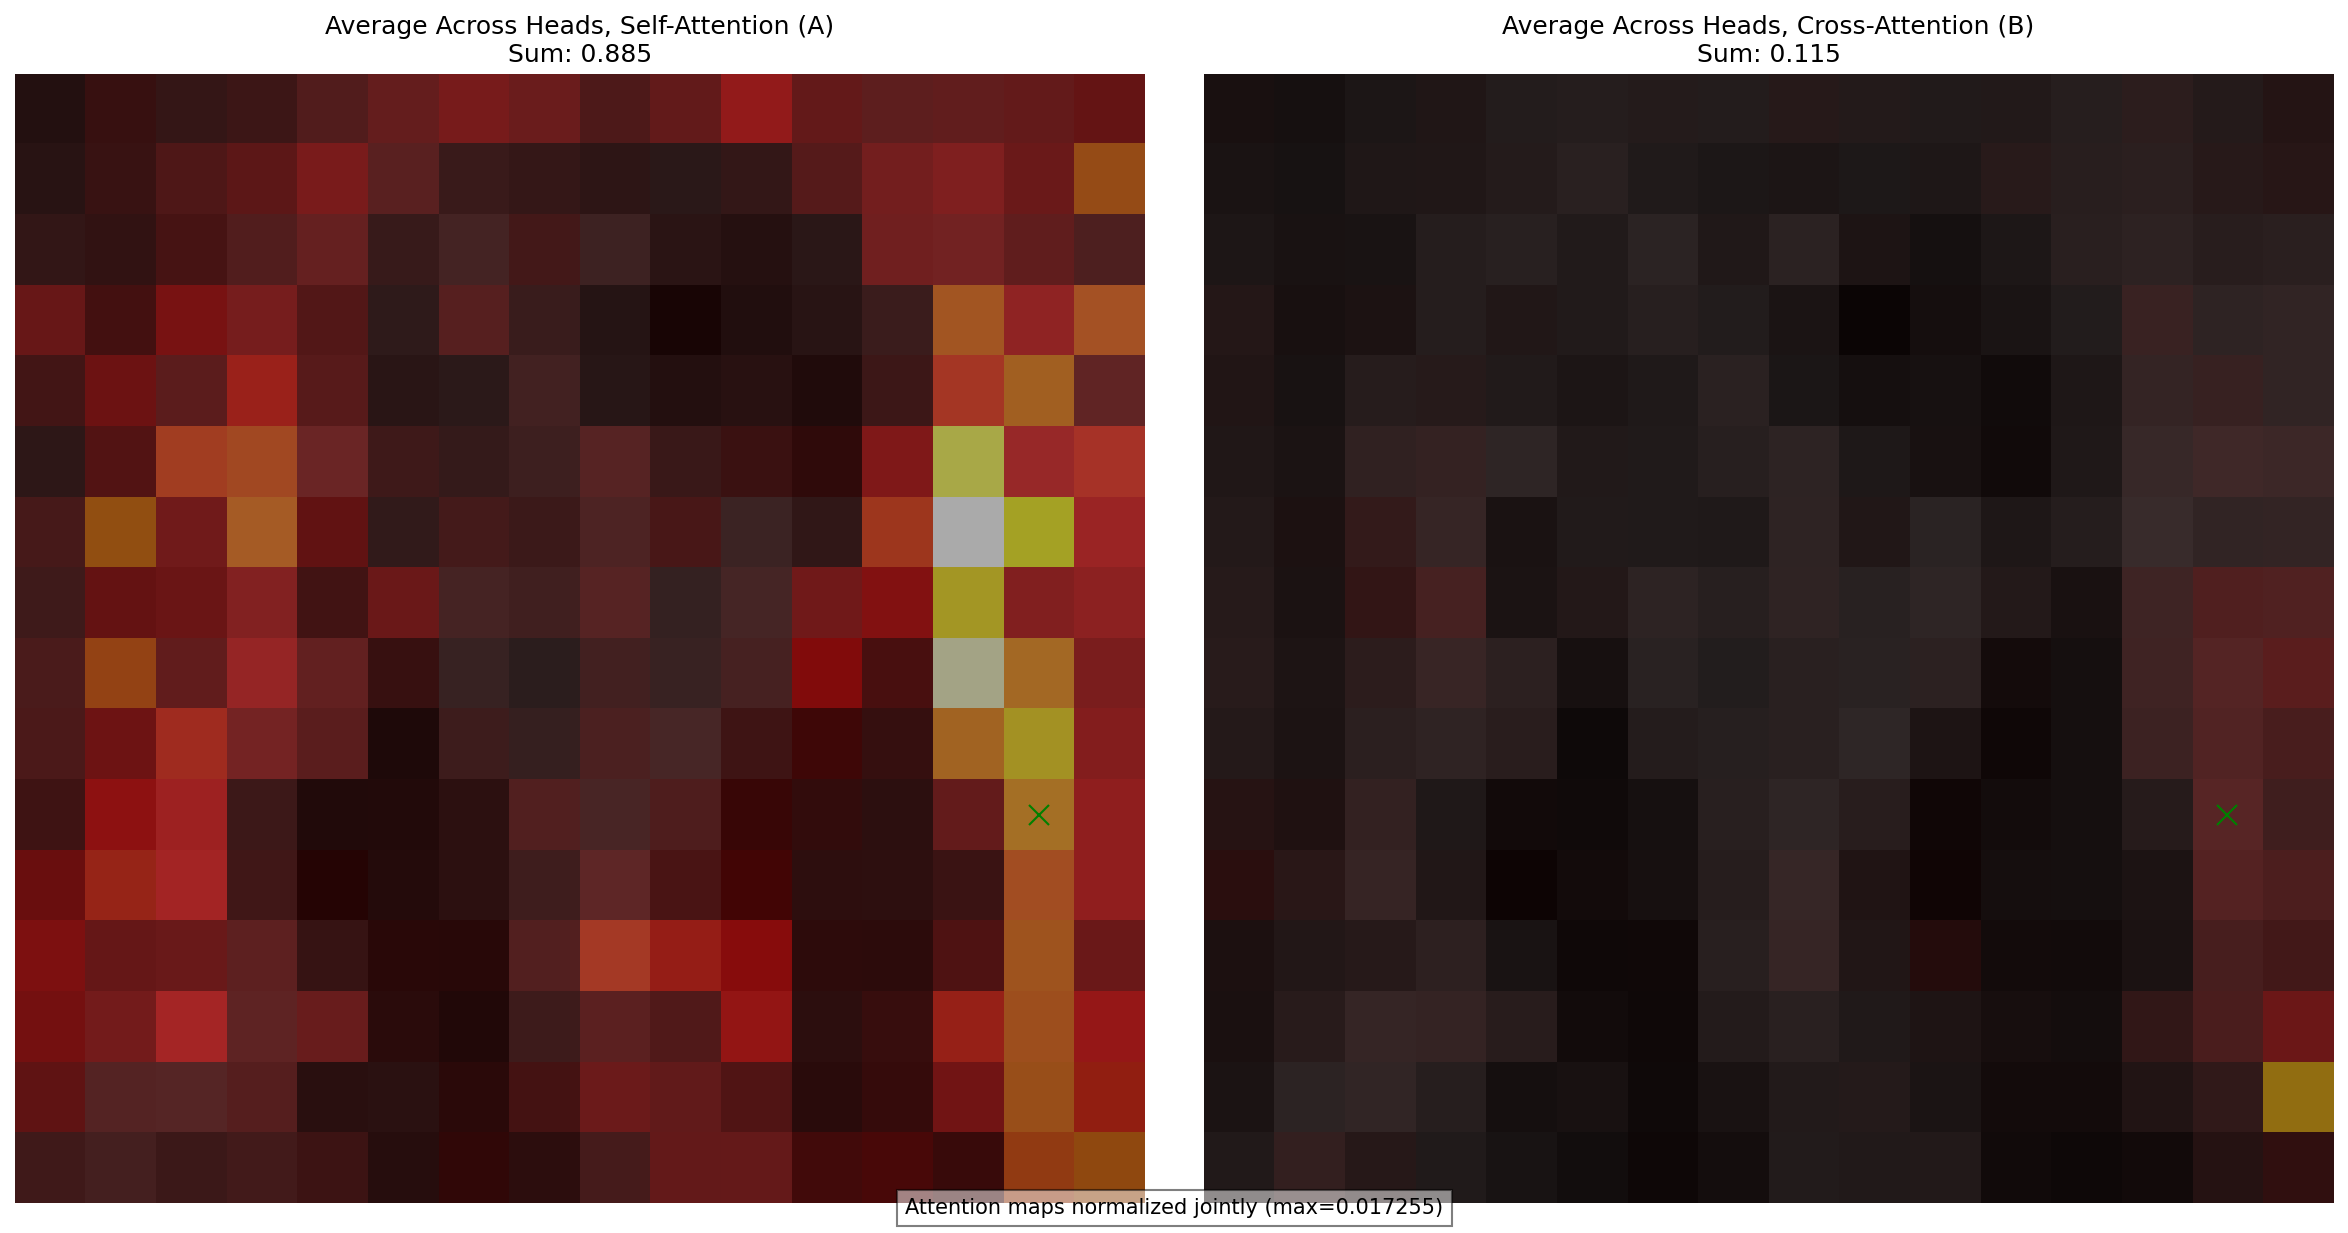 Average Across Heads, Self-Attention (A)
Sum: 0.885
Average Across Heads, Cross-Attention (B)
Sum: 0.115
Attention maps normalized jointly (max=0.017255)